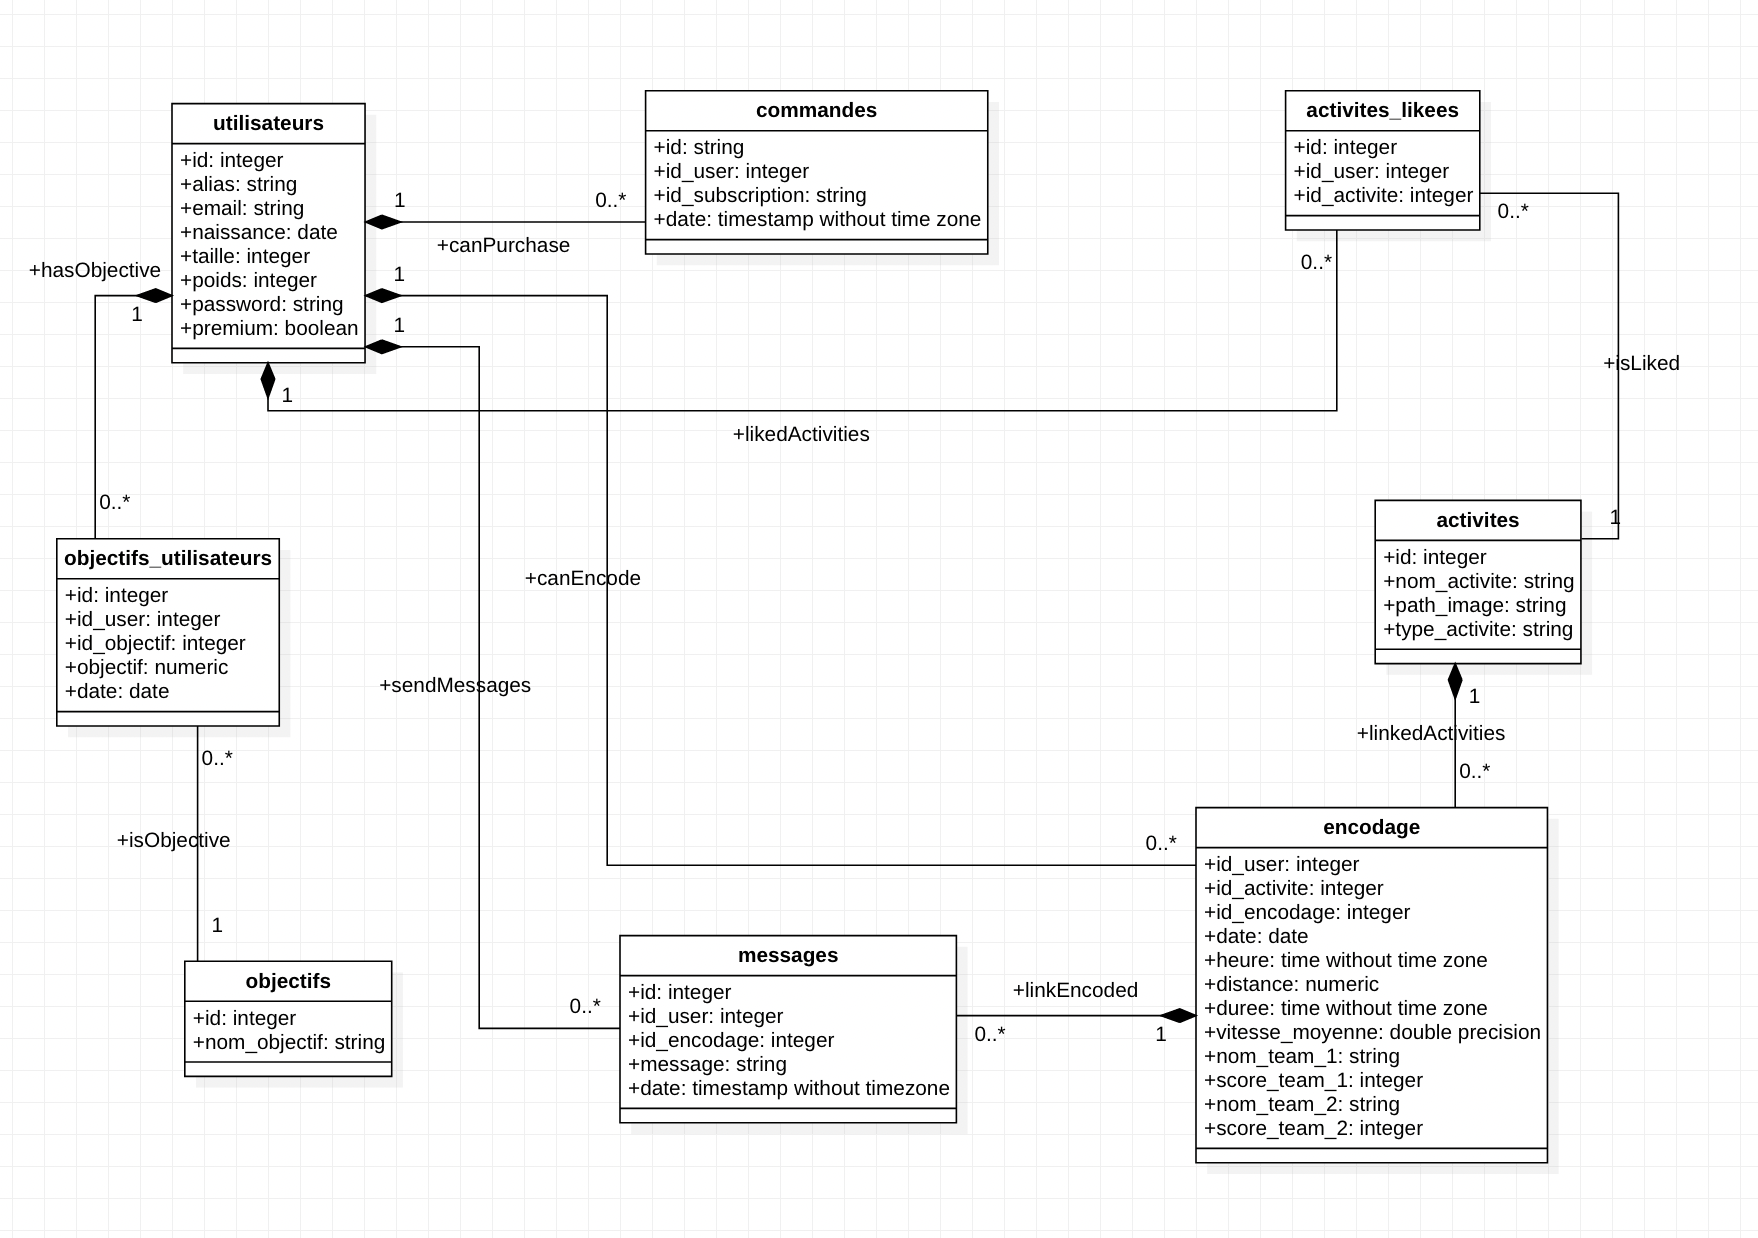 utilisateurs
+id: integer
+alias: string
+email: string
+naissance: date
+taille: integer
+poids: integer
+password: string
+premium: boolean
commandes
+id: string
+id_user: integer
+id_subscription: string
+date: timestamp without time zone
activites_likees
+id: integer
+id_user: integer
+id_activite: integer
1
0..*
+canPurchase
+hasObjective
1
1
1
1
0..*
0..*
+isLiked
+likedActivities
0..*
1
objectifs_utilisateurs
+id: integer
+id_user: integer
+id_objectif: integer
+objectif: numeric
+date: date
+canEncode
+sendMessages
activites
+id: integer
+nom_activite: string
+path_image: string
+type_activite: string
1
+linkedActivities
0..*
0..*
+isObjective
1
0..*
objectifs
+id: integer
+nom_objectif: string
messages
+id: integer
+id_user: integer
+id_encodage: integer
+message: string
+date: timestamp without timezone
0..*
+linkEncoded
0..*
1
encodage
+id_user: integer
+id_activite: integer
+id_encodage: integer
+date: date
+heure: time without time zone
+distance: numeric
+duree: time without time zone
+vitesse_moyenne: double precision
+nom_team_1: string
+score_team_1: integer
+nom_team_2: string
+score_team_2: integer